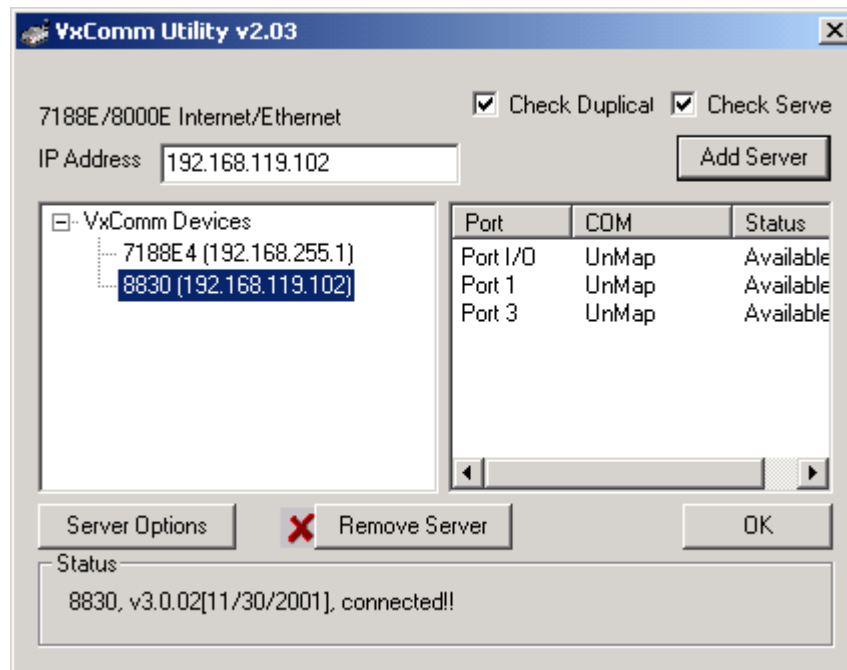 VxComm Utility v2.03
7188E/8000E Internet/Ethernet
Check Duplical
Check Serve
IP Address
192.168.119.102
Add Server
VxComm Devices
7188E4 (192.168.255.1)
8830 (192.168.119.102)
Port COM Status
Port I/O UnMap Available
Port 1 UnMap Available
Port 3 UnMap Available
Server Options
Remove Server
OK
Status
8830, v3.0.02[11/30/2001], connected!!